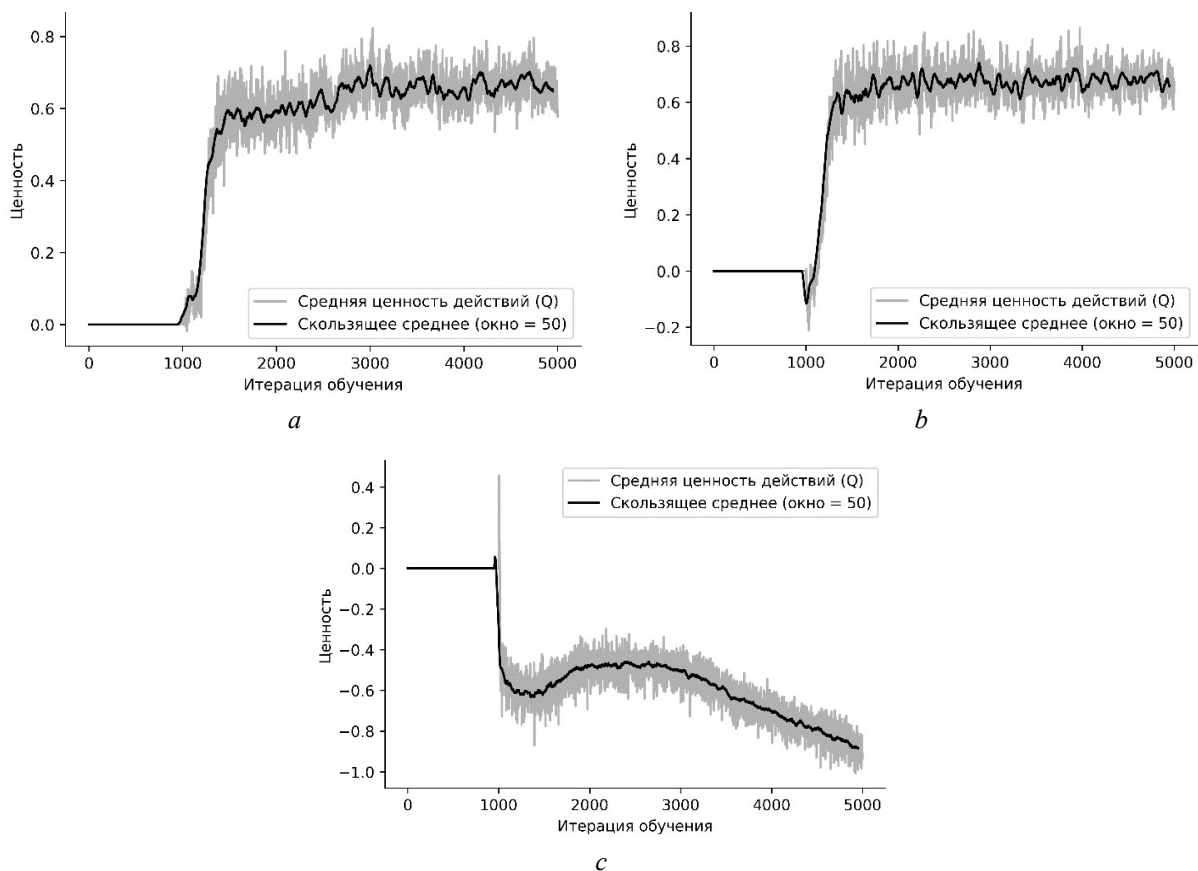 0.8
0.6
0.4
0.2
0.0
Ценность
Средняя ценность действий (Q)
Скользящее среднее (окно = 50)
0 1000 2000 3000 4000 5000
Итерация обучения
a
0.8
0.6
0.4
0.2
0.0
−0.2
Ценность
Средняя ценность действий (Q)
Скользящее среднее (окно = 50)
0 1000 2000 3000 4000 5000
Итерация обучения
b
0.4
0.2
0.0
−0.2
−0.4
−0.6
−0.8
−1.0
Ценность
Средняя ценность действий (Q)
Скользящее среднее (окно = 50)
0 1000 2000 3000 4000 5000
Итерация обучения
c